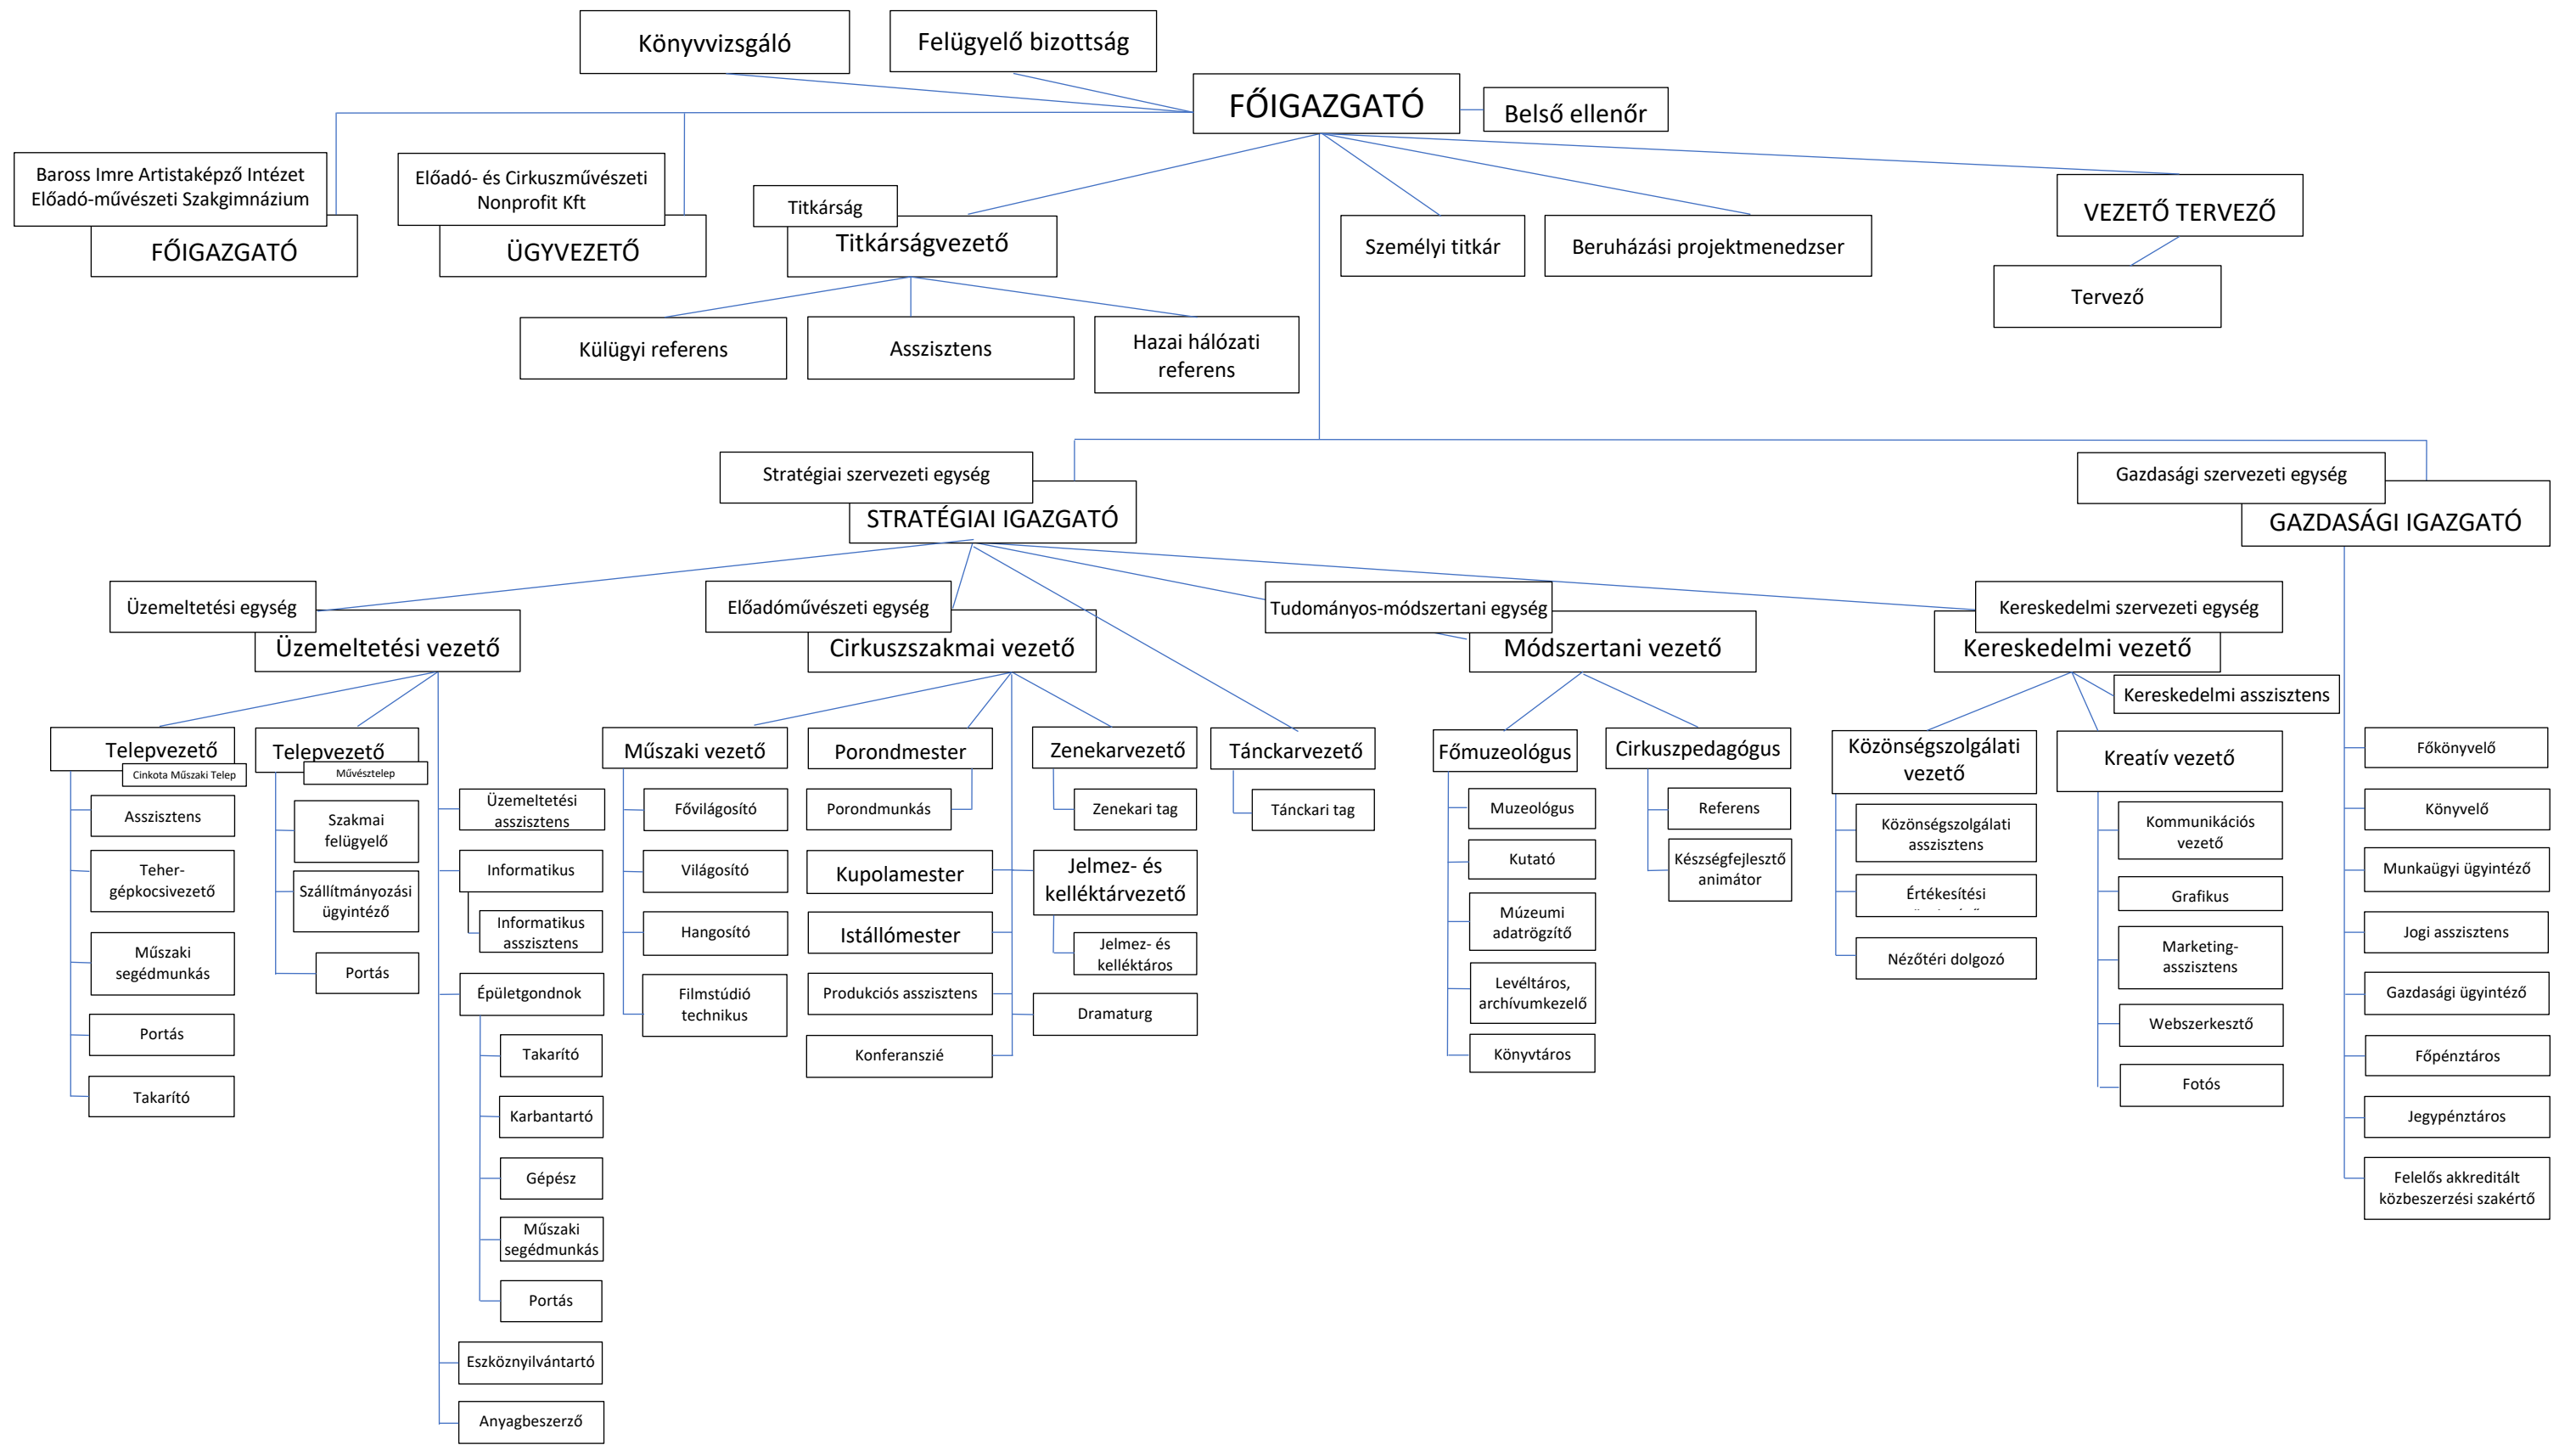 Könyvvizsgáló
Felügyelő bizottság
FŐIGAZGATÓ
Belső ellenőr
Baross Imre Artistaképző Intézet
Előadó-művészeti Szakgimnázium
FŐIGAZGATÓ
Előadó- és Cirkuszművészeti
Nonprofit Kft
ÜGYVEZETŐ
Titkárság
Titkárságvezető
Személyi titkár
Beruházási projektmenedzser
VEZETŐ TERVEZŐ
Tervező
Külügyi referens
Asszisztens
Hazai hálózati
referens
Stratégiai szervezeti egység
STRATÉGIAI IGAZGATÓ
Gazdasági szervezeti egység
GAZDASÁGI IGAZGATÓ
Üzemeltetési egység
Üzemeltetési vezető
Előadóművészeti egység
Cirkuszszakmai vezető
Tudományos-módszertani egység
Módszertani vezető
Kereskedelmi szervezeti egység
Kereskedelmi vezető
Kereskedelmi asszisztens
Telepvezető
Cinkota Műszaki Telep
Asszisztens
Teher-
gépkocsivezető
Műszaki
segédmunkás
Portás
Takarító
Telepvezető
Művésztelep
Szakmai
felügyelő
Szállítmányozási
ügyintéző
Portás
Üzemeltetési
asszisztens
Informatikus
Informatikus
asszisztens
Épületgondnok
Takarító
Karbantartó
Gépész
Műszaki
segédmunkás
Portás
Eszköznyilvántartó
Anyagbeszerző
Műszaki vezető
Fővilágosító
Világosító
Hangosító
Filmstúdió
technikus
Porondmester
Porondmunkás
Kupolamester
Istállómester
Produkciós asszisztens
Konferanszié
Zenekarvezető
Zenekari tag
Jelmez- és
kelléktárvezető
Jelmez- és
kelléktáros
Dramaturg
Tánckarvezető
Tánckari tag
Főmuzeológus
Muzeológus
Kutató
Múzeumi
adatrögzítő
Levéltáros,
archívumkezelő
Könyvtáros
Cirkuszpedagógus
Referens
Készségfejlesztő
animátor
Közönségszolgálati
vezető
Közönségszolgálati
asszisztens
Értékesítési
Nézőtéri dolgozó
Kreatív vezető
Kommunikációs
vezető
Grafikus
Marketing-
asszisztens
Webszerkesztő
Fotós
Főkönyvelő
Könyvelő
Munkaügyi ügyintéző
Jogi asszisztens
Gazdasági ügyintéző
Főpénztáros
Jegypénztáros
Felelős akkreditált
közbeszerzési szakértő